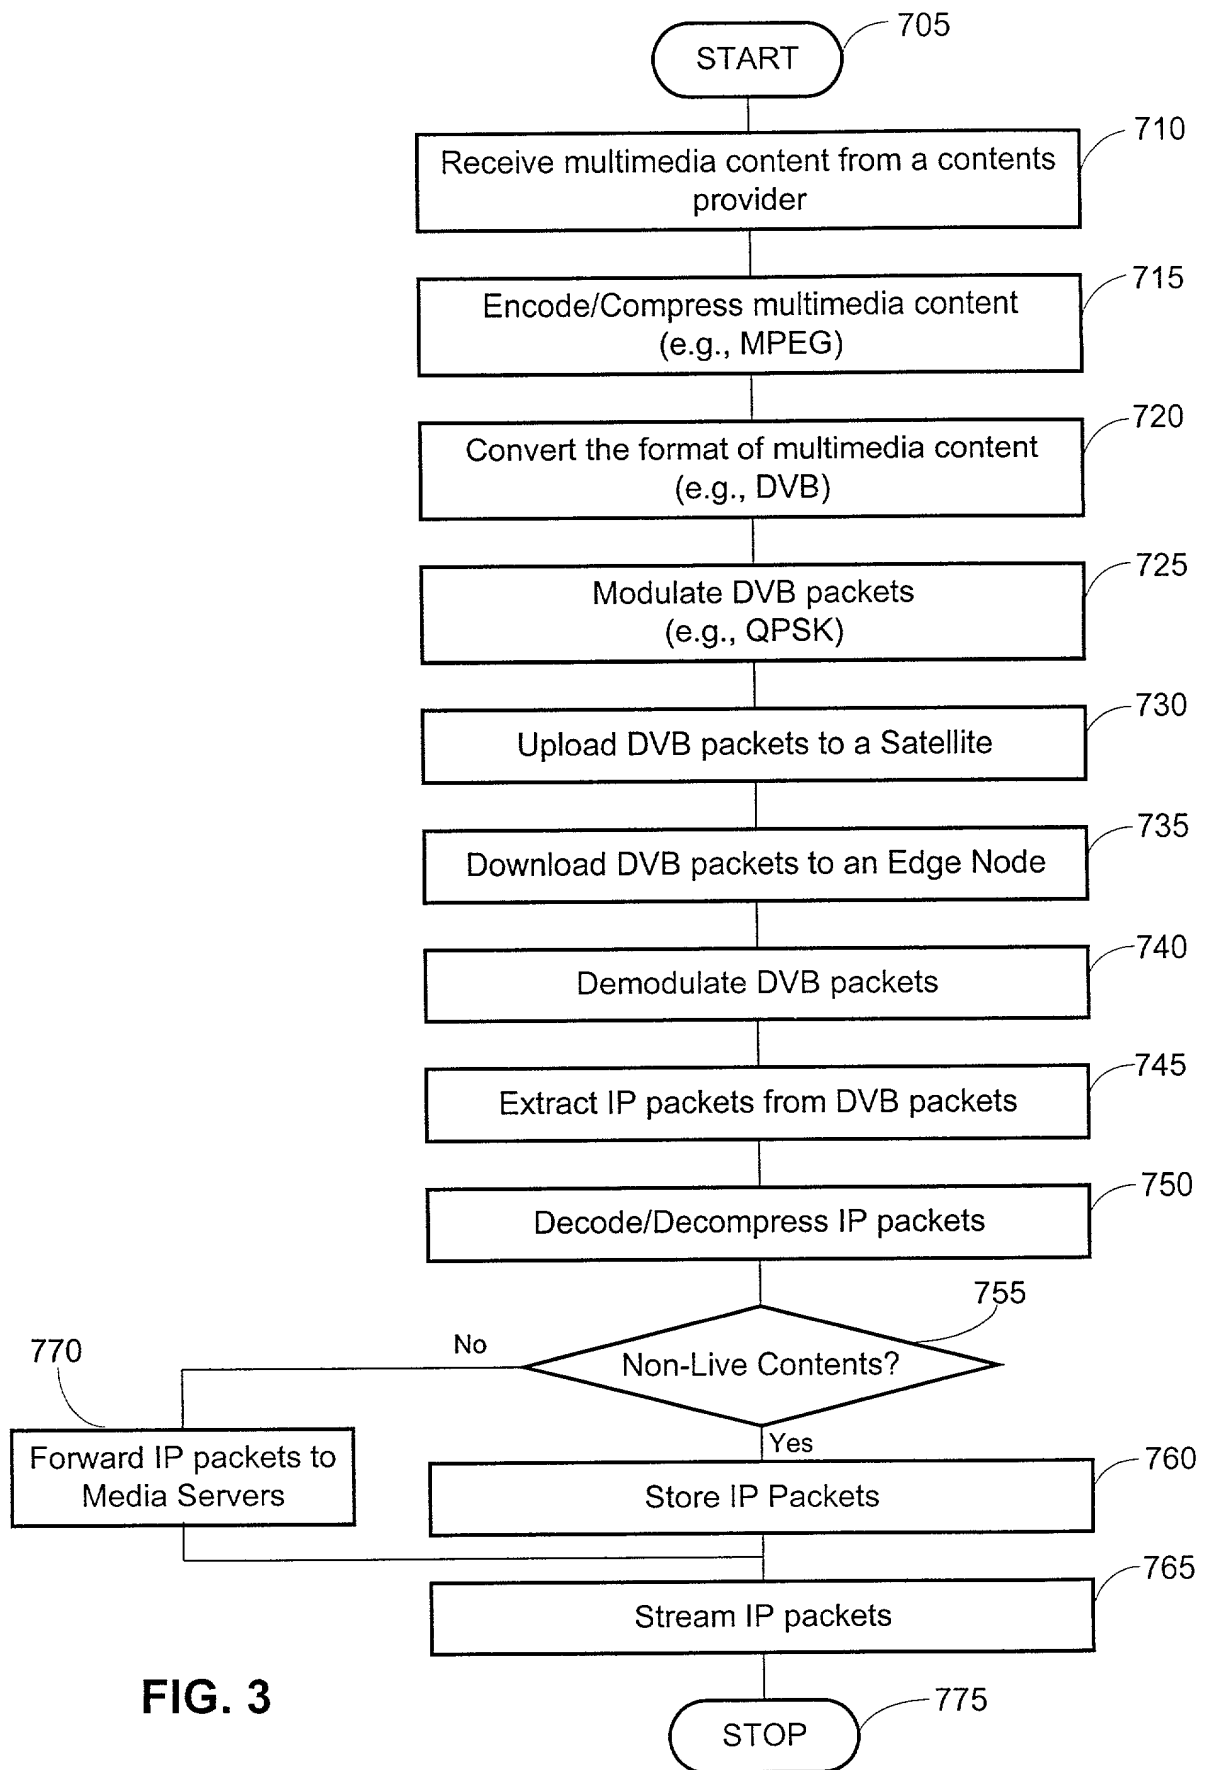 START
705
710
Receive multimedia content from a contents
provider
715
Encode/Compress multimedia content
(e.g., MPEG)
720
Convert the format of multimedia content
(e.g., DVB)
725
Modulate DVB packets
(e.g., QPSK)
730
Upload DVB packets to a Satellite
735
Download DVB packets to an Edge Node
740
Demodulate DVB packets
745
Extract IP packets from DVB packets
750
Decode/Decompress IP packets
755
Non-Live Contents?
No
770
Forward IP packets to
Media Servers
Yes
760
Store IP Packets
765
Stream IP packets
775
STOP
FIG. 3